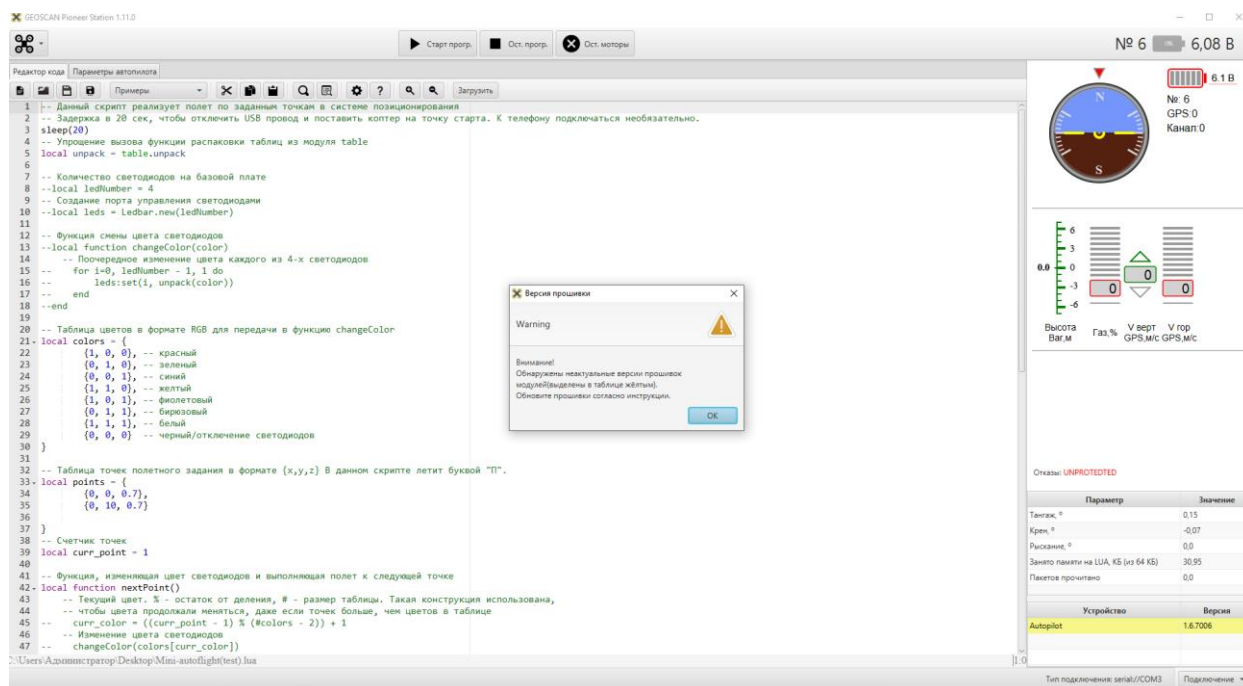 GEOSCAN Pioneer Station 1.11.0
Старт прогр.
Ост. прогр.
Ост. моторы
№ 6
6,08 В
Редактор кода
Параметры автопилота
Примеры
Загрузить
1 -- Данный скрипт реализует полет по заданным точкам в системе позиционирования
2 -- Задержка в 20 сек, чтобы отключить USB провод и поставить коптер на точку старта. К телефону подключаться необязательно.
3 sleep(20)
4 -- Упрощение вызова функции распаковки таблиц из модуля table
5 local unpack = table.unpack
6
7 -- Количество светодиодов на базовой плате
8 --local ledNumber = 4
9 -- Создание порта управления светодиодами
10 --local leds = Ledbar.new(ledNumber)
11
12 -- Функция смены цвета светодиодов
13 --local function changeColor(color)
14 -- Поочередное изменение цвета каждого из 4-х светодиодов
15 -- for i=0, ledNumber - 1, 1 do
16 -- leds:set(i, unpack(color))
17 -- end
18 --end
19
20 -- Таблица цветов в формате RGB для передачи в функцию changeColor
21 local colors = {
22 {1, 0, 0}, -- красный
23 {0, 1, 0}, -- зеленый
24 {0, 0, 1}, -- синий
25 {1, 1, 0}, -- желтый
26 {1, 0, 1}, -- фиолетовый
27 {0, 1, 1}, -- бирюзовый
28 {1, 1, 1}, -- белый
29 {0, 0, 0} -- черный/отключение светодиодов
30 }
31
32 -- Таблица точек полетного задания в формате {x,y,z} В данном скрипте летит буквой "П".
33 local points = {
34 {0, 0, 0.7},
35 {0, 10, 0.7}
36
37 }
38 -- Счетчик точек
39 local curr_point = 1
40
41 -- Функция, изменяющая цвет светодиодов и выполняющая полет к следующей точке
42 local function nextPoint()
43 -- Текущий цвет. % - остаток от деления, # - размер таблицы. Такая конструкция использована,
44 -- чтобы цвета продолжали меняться, даже если точек больше, чем цветов в таблице
45 -- curr_color = ((curr_point - 1) % (#colors - 2)) + 1
46 -- Изменение цвета светодиодов
47 -- changeColor(colors[curr_color])
C:\Users\Администратор\Desktop\Mini-autoflight(test).lua
1:0
Версия прошивки
Warning
Внимание!
Обнаружены неактуальные версии прошивок
модулей(выделены в таблице жёлтым).
Обновите прошивки согласно инструкции.
OK
N
S
6.1 В
№: 6
GPS:0
Канал:0
6
3
0.0
0
-3
-6
0
0
0
Высота
Bar,м
Газ,%
V верт
GPS,м/с
V гор
GPS,м/с
Отказы: UNPROTEDTED
Параметр Значение
Тангаж, º 0,15
Крен, º -0,07
Рыскание, º 0,0
Занято памяти на LUA, КБ (из 64 КБ) 30,95
Пакетов прочитано 0,0
Устройство Версия
Autopilot 1.6.7006
Тип подключения: serial://COM3
Подключение